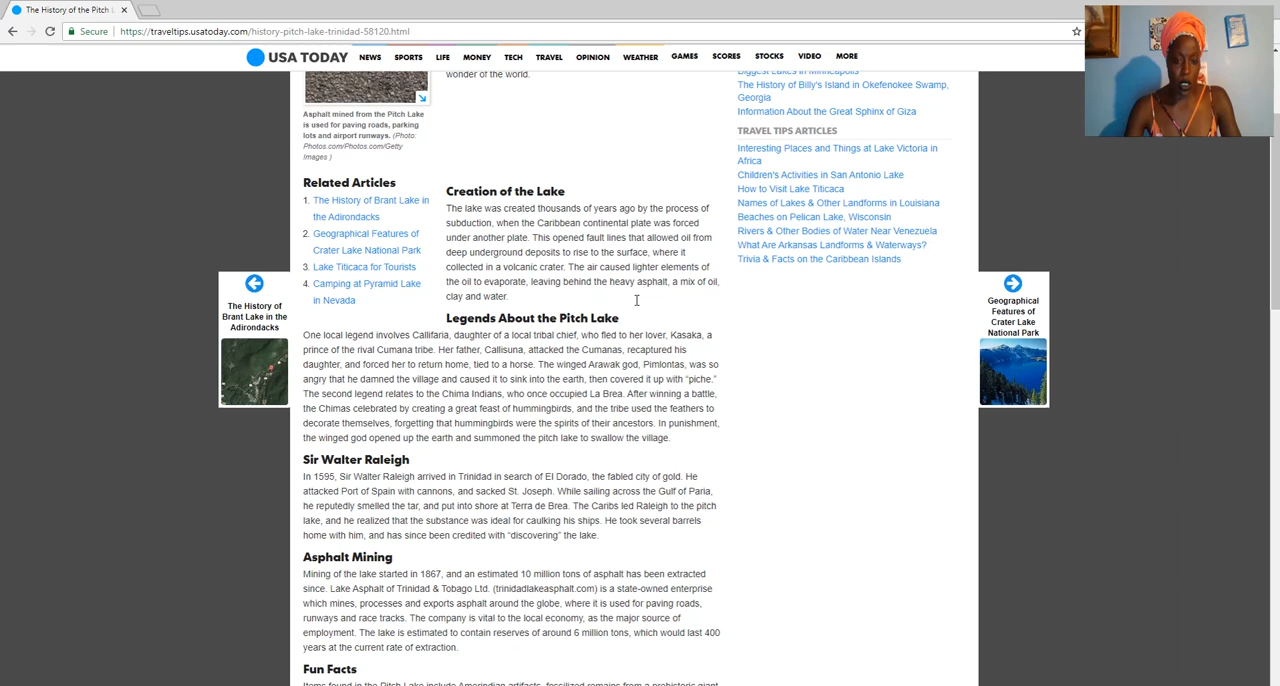 The History of the Pitch L
Secure
https://traveltips.usatoday.com/history-pitch-lake-trinidad-58120.html
USA TODAY
NEWS SPORTS LIFE MONEY TECH TRAVEL OPINION WEATHER GAMES SCORES STOCKS VIDEO MORE
wonder of the world.
Asphalt mined from the Pitch Lake
is used for paving roads, parking
lots and airport runways. (Photo:
Photos.com/Photos.com/Getty
Images )
Related Articles
1. The History of Brant Lake in
the Adirondacks
2. Geographical Features of
Crater Lake National Park
3. Lake Titicaca for Tourists
4. Camping at Pyramid Lake
in Nevada
Creation of the Lake
The lake was created thousands of years ago by the process of
subduction, when the Caribbean continental plate was forced
under another plate. This opened fault lines that allowed oil from
deep underground deposits to rise to the surface, where it
collected in a volcanic crater. The air caused lighter elements of
the oil to evaporate, leaving behind the heavy asphalt, a mix of oil,
clay and water.
Legends About the Pitch Lake
One local legend involves Callifaria, daughter of a local tribal chief, who fled to her lover, Kasaka, a
prince of the rival Cumana tribe. Her father, Callisuna, attacked the Cumanas, recaptured his
daughter, and forced her to return home, tied to a horse. The winged Arawak god, Pimlontas, was so
angry that he damned the village and caused it to sink into the earth, then covered it up with “piche.”
The second legend relates to the Chima Indians, who once occupied La Brea. After winning a battle,
the Chimas celebrated by creating a great feast of hummingbirds, and the tribe used the feathers to
decorate themselves, forgetting that hummingbirds were the spirits of their ancestors. In punishment,
the winged god opened up the earth and summoned the pitch lake to swallow the village.
Sir Walter Raleigh
In 1595, Sir Walter Raleigh arrived in Trinidad in search of El Dorado, the fabled city of gold. He
attacked Port of Spain with cannons, and sacked St. Joseph. While sailing across the Gulf of Paria,
he reputedly smelled the tar, and put into shore at Terra de Brea. The Caribs led Raleigh to the pitch
lake, and he realized that the substance was ideal for caulking his ships. He took several barrels
home with him, and has since been credited with “discovering” the lake.
Asphalt Mining
Mining of the lake started in 1867, and an estimated 10 million tons of asphalt has been extracted
since. Lake Asphalt of Trinidad & Tobago Ltd. (trinidadlakeasphalt.com) is a state-owned enterprise
which mines, processes and exports asphalt around the globe, where it is used for paving roads,
runways and race tracks. The company is vital to the local economy, as the major source of
employment. The lake is estimated to contain reserves of around 6 million tons, which would last 400
years at the current rate of extraction.
Fun Facts
Items found in the Pitch Lake include Amerindian artifacts, fossilized remains from a prehistoric giant
Biggest Lakes in Minneapolis
The History of Billy's Island in Okefenokee Swamp,
Georgia
Information About the Great Sphinx of Giza
TRAVEL TIPS ARTICLES
Interesting Places and Things at Lake Victoria in
Africa
Children's Activities in San Antonio Lake
How to Visit Lake Titicaca
Names of Lakes & Other Landforms in Louisiana
Beaches on Pelican Lake, Wisconsin
Rivers & Other Bodies of Water Near Venezuela
What Are Arkansas Landforms & Waterways?
Trivia & Facts on the Caribbean Islands
The History of
Brant Lake in the
Adirondacks
Geographical
Features of
Crater Lake
National Park